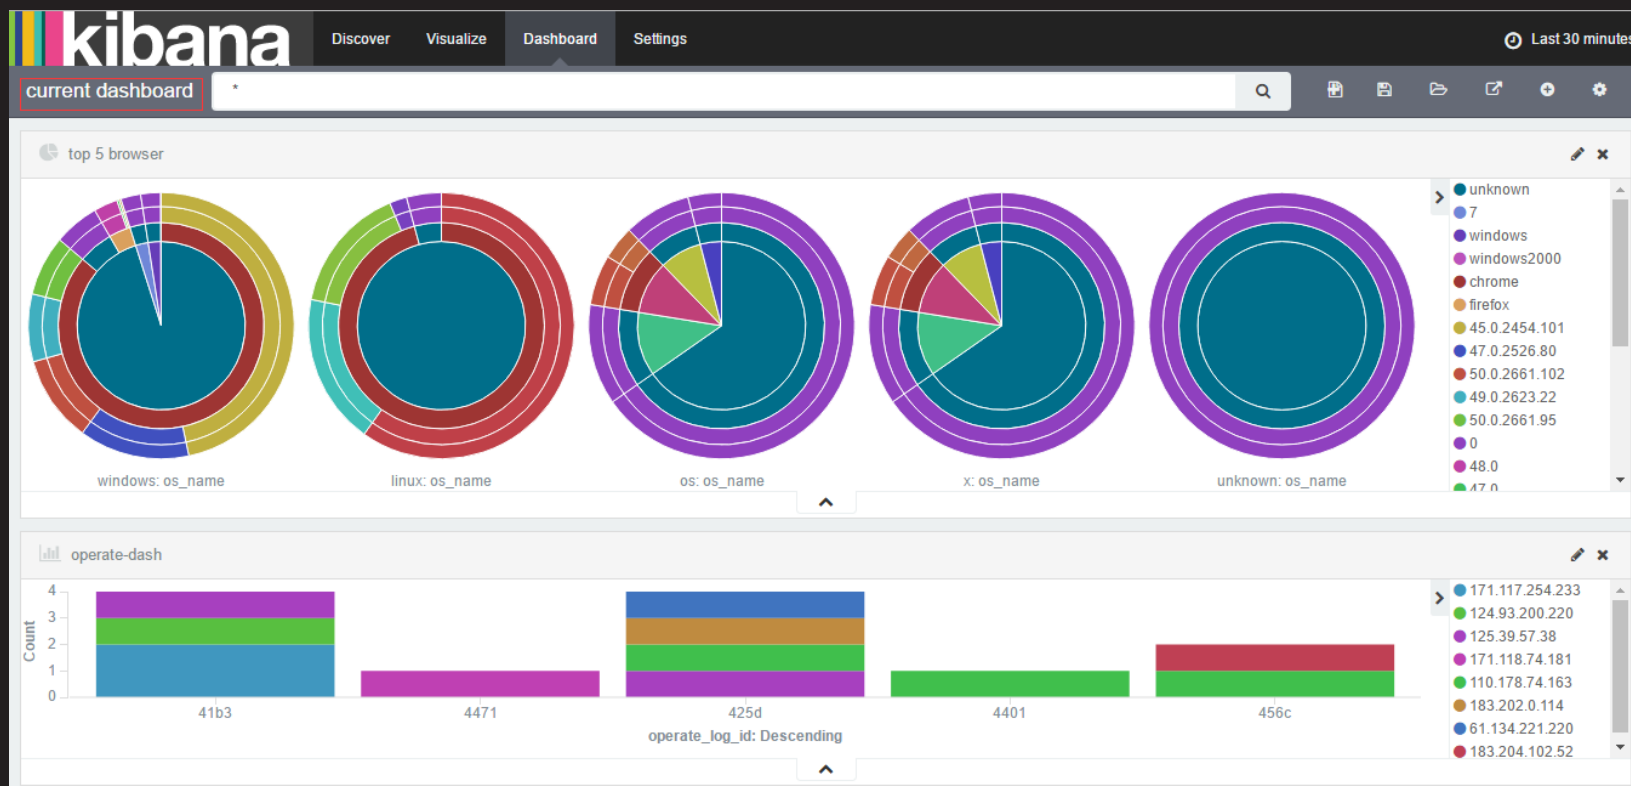 kibana Discover Visualize Dashboard Settings Last 30 minutes
current dashboard *
top 5 browser
unknown
7
windows
windows2000
chrome
firefox
45.0.2454.101
47.0.2526.80
50.0.2661.102
49.0.2623.22
50.0.2661.95
0
48.0
47.0
windows: os_name linux: os_name os: os_name x: os_name unknown: os_name
operate-dash
Count
4
3
2
1
0
41b3 4471 425d 4401 456c
operate_log_id: Descending
171.117.254.233
124.93.200.220
125.39.57.38
171.118.74.181
110.178.74.163
183.202.0.114
61.134.221.220
183.204.102.52